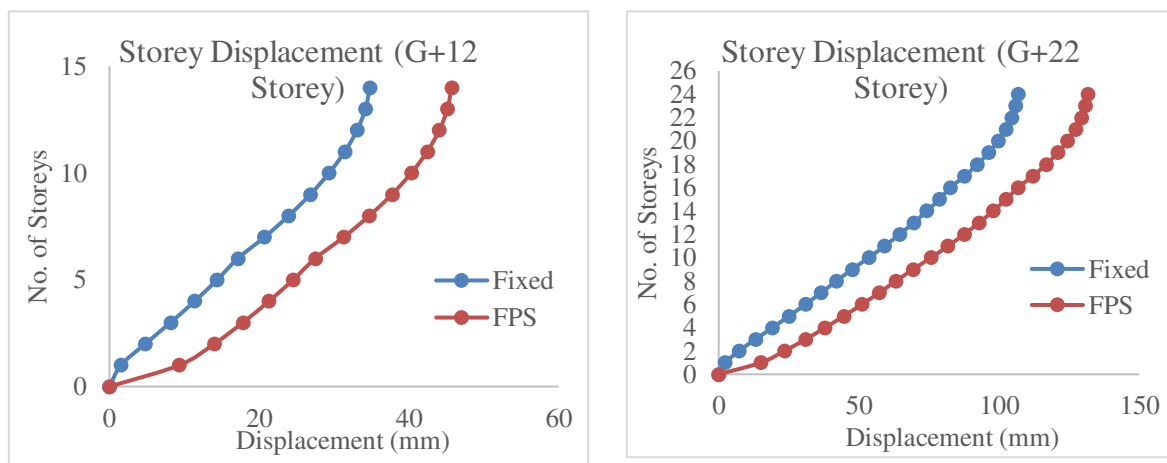 Storey Displacement (G+12
Storey)
15
10
5
0
0
20
40
60
No. of Storeys
Displacement (mm)
Fixed
FPS
Storey Displacement (G+22
Storey)
26
24
22
20
18
16
14
12
10
8
6
4
2
0
0
50
100
150
No. of Storeys
Displacement (mm)
Fixed
FPS